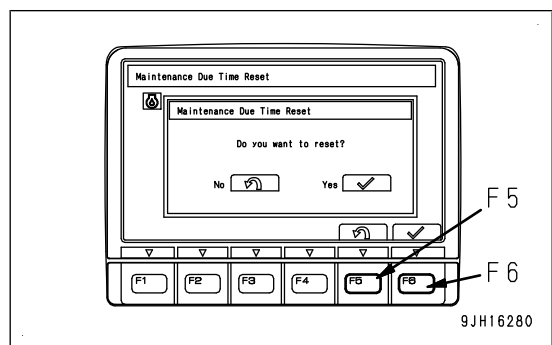 Maintenance Due Time Reset
Maintenance Due Time Reset
Do you want to reset?
No Yes
F5
F1 F2 F3 F4 F5 F6
F6
9JH16280